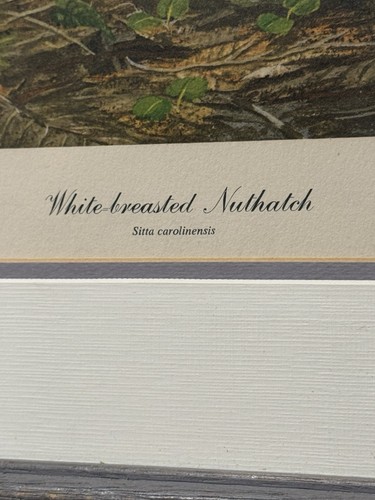 White-breasted Nuthatch
Sitta carolinensis